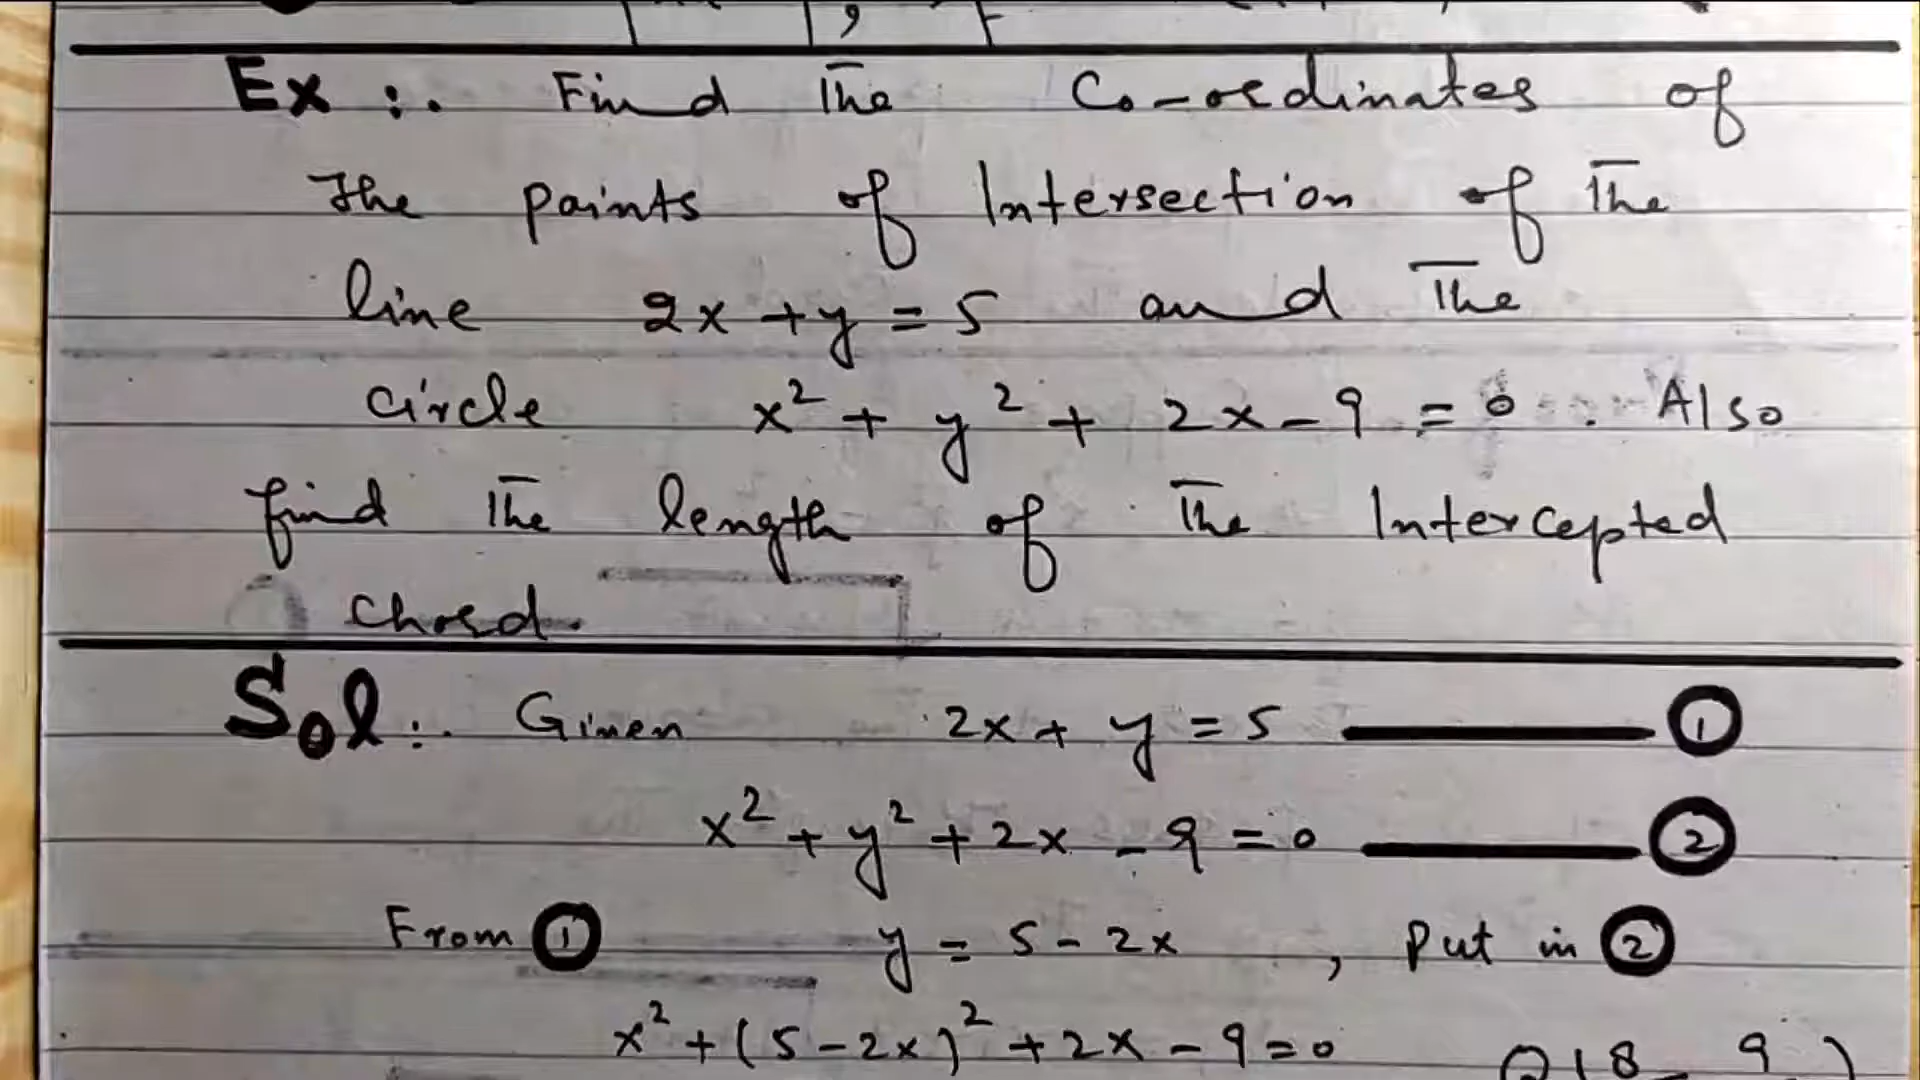 Ex :. Find The Co-ordinates of
The points of Intersection of The
line 2x + y = 5 and The
Circle x² + y² + 2x - 9 = 0 . Also
find The length of The Intercepted
Chord.
Sol :. Given 2x + y = 5 ——— ①
x² + y² + 2x - 9 = 0 ——— ②
From ① y = 5 - 2x , Put in ②
x² + (5 - 2x)² + 2x - 9 = 0